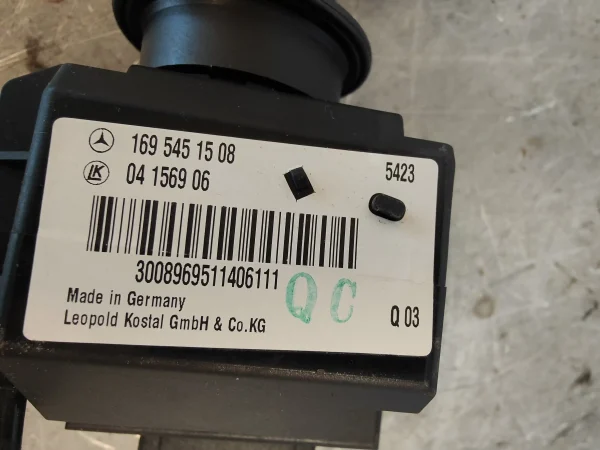 169 545 15 08
5423
LK 04 1569 06
3008969511406111
QC
Made in Germany
Leopold Kostal GmbH & Co.KG
Q 03